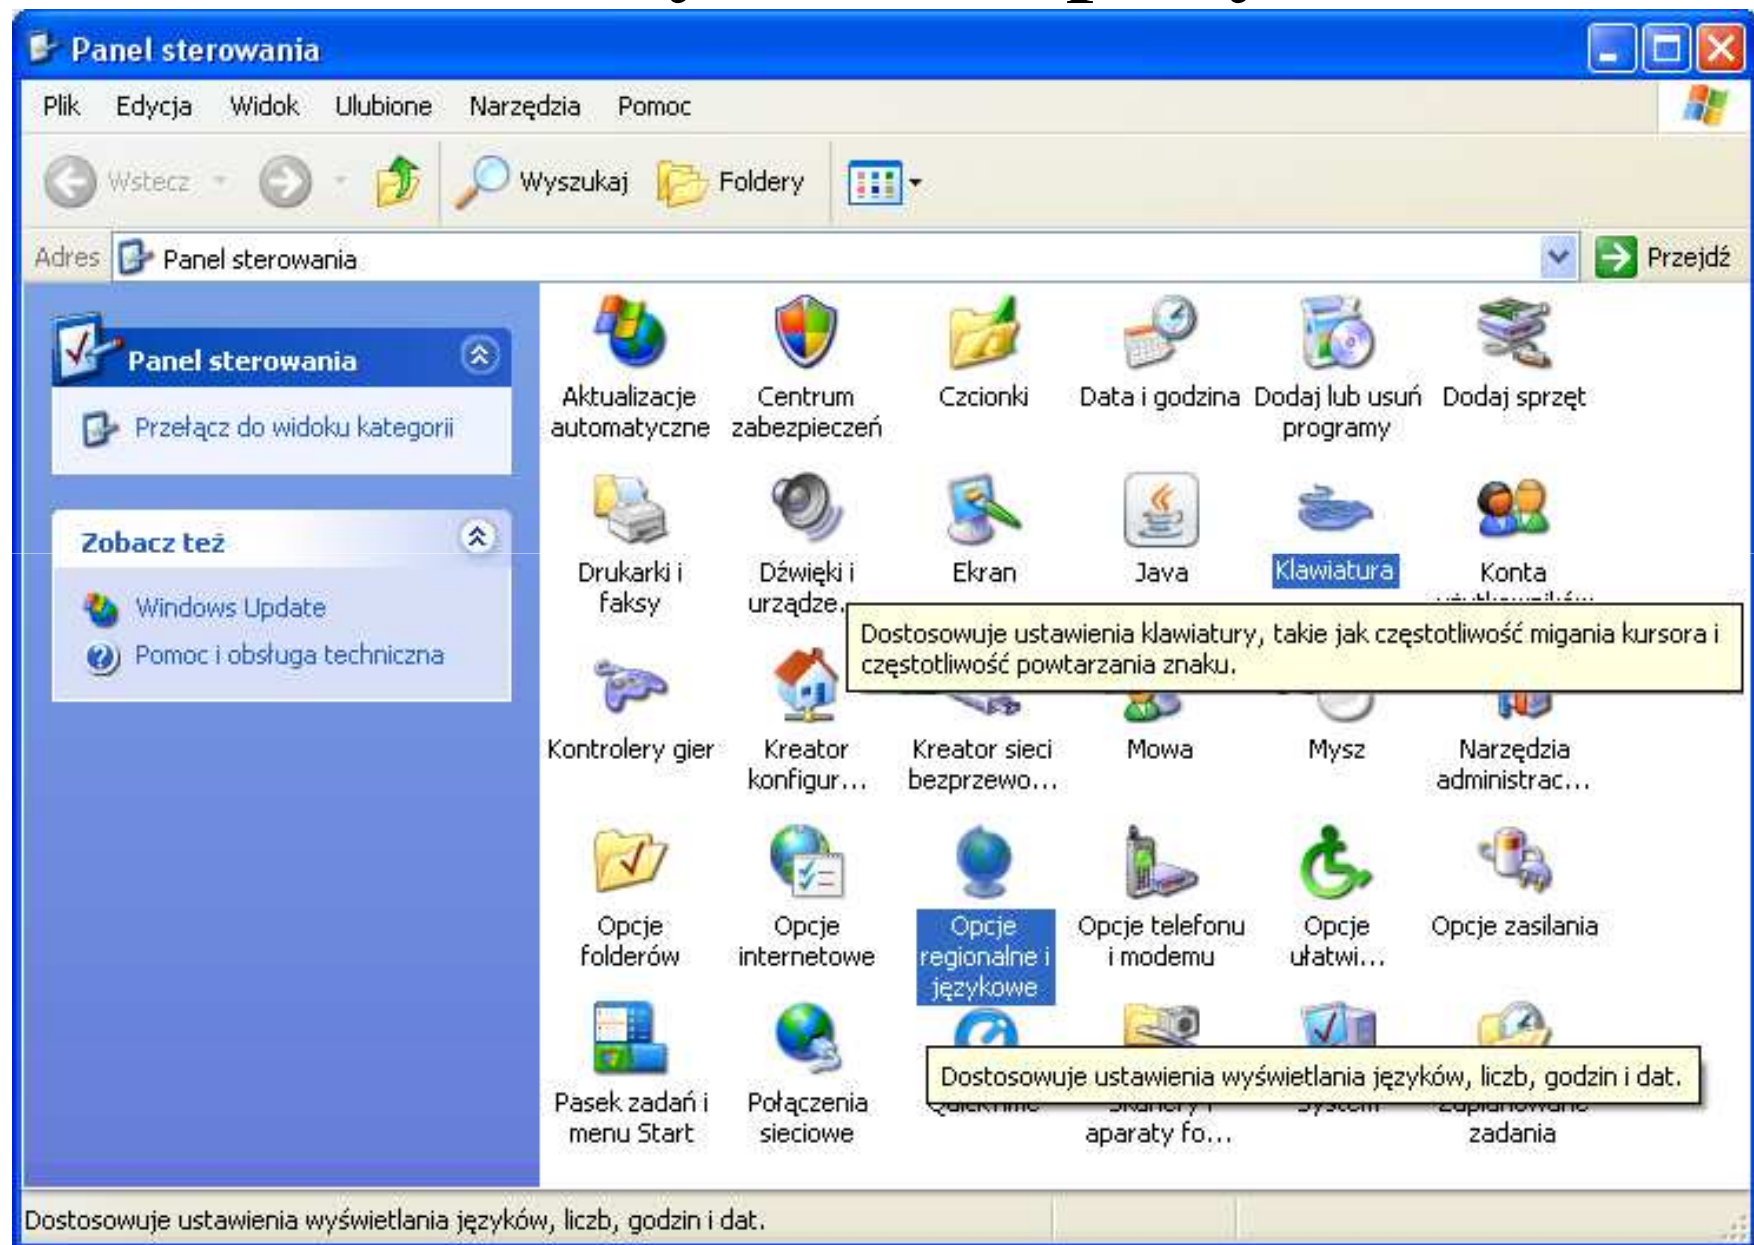 Panel sterowania
Plik Edycja Widok Ulubione Narzędzia Pomoc
Wstecz Wyszukaj Foldery
Adres Panel sterowania Przejdź
Panel sterowania
Przełącz do widoku kategorii
Zobacz też
Windows Update
Pomoc i obsługa techniczna
Aktualizacje
automatyczne
Centrum
zabezpieczeń
Czcionki
Data i godzina
Dodaj lub usuń
programy
Dodaj sprzęt
Drukarki i
faksy
Dźwięki i
urządze...
Ekran
Java
Klawiatura
Konta
Dostosowuje ustawienia klawiatury, takie jak częstotliwość migania kursora i
częstotliwość powtarzania znaku.
Kontrolery gier
Kreator
konfigur...
Kreator sieci
bezprzewo...
Mowa
Mysz
Narzędzia
administrac...
Opcje
folderów
Opcje
internetowe
Opcje
regionalne i
językowe
Opcje telefonu
i modemu
Opcje
ułatwi...
Opcje zasilania
Dostosowuje ustawienia wyświetlania języków, liczb, godzin i dat.
Pasek zadań i
menu Start
Połączenia
sieciowe
aparaty fo...
zadania
Dostosowuje ustawienia wyświetlania języków, liczb, godzin i dat.